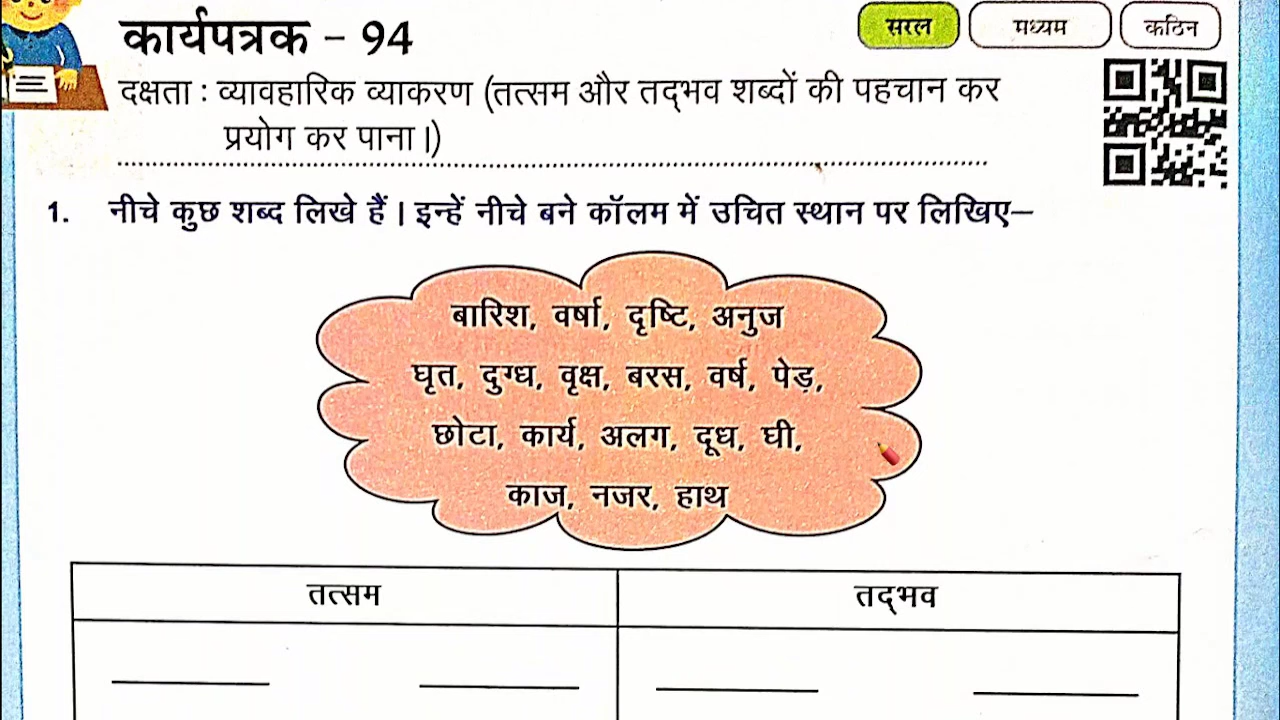 कार्यपत्रक – 94
सरल
मध्यम
कठिन
दक्षता : व्यावहारिक व्याकरण (तत्सम और तद्‌भव शब्दों की पहचान कर
प्रयोग कर पाना।)
1. नीचे कुछ शब्द लिखे हैं। इन्हें नीचे बने कॉलम में उचित स्थान पर लिखिए–
बारिश, वर्षा, दृष्टि, अनुज
घृत, दुग्ध, वृक्ष, बरस, वर्ष, पेड़,
छोटा, कार्य, अलग, दूध, घी,
काज, नजर, हाथ
तत्सम
तद्‌भव